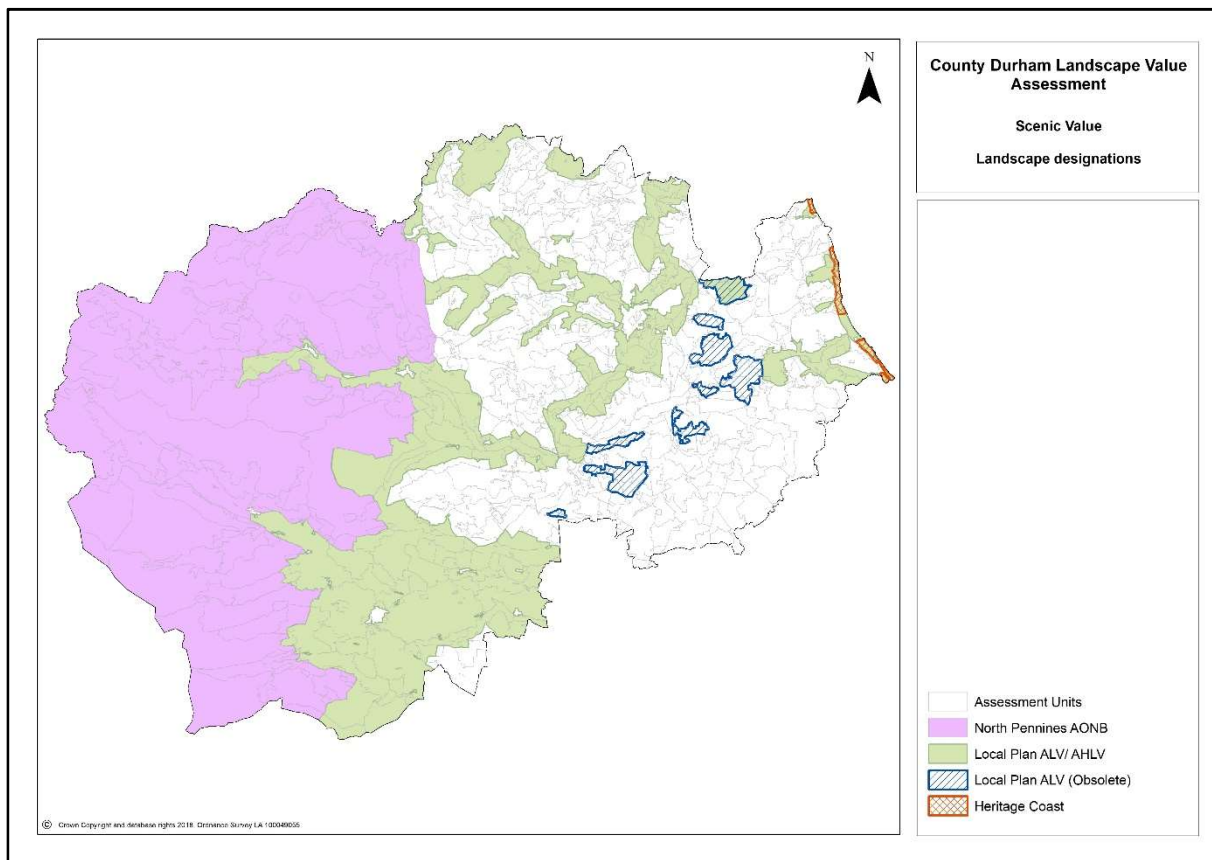 N
County Durham Landscape Value
Assessment
Scenic Value
Landscape designations
Assessment Units
North Pennines AONB
Local Plan ALV/ AHLV
Local Plan ALV (Obsolete)
Heritage Coast
© Crown Copyright and database rights 2018. Ordnance Survey LA 100049055